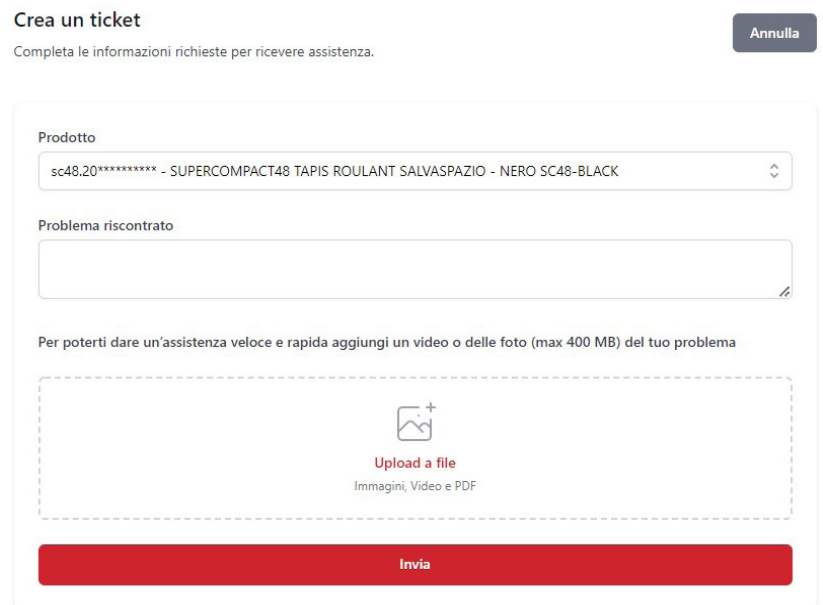 Crea un ticket
Annulla
Completa le informazioni richieste per ricevere assistenza.
Prodotto
sc48.20********** - SUPERCOMPACT48 TAPIS ROULANT SALVASPAZIO - NERO SC48-BLACK
Problema riscontrato
Per poterti dare un'assistenza veloce e rapida aggiungi un video o delle foto (max 400 MB) del tuo problema
Upload a file
Immagini, Video e PDF
Invia